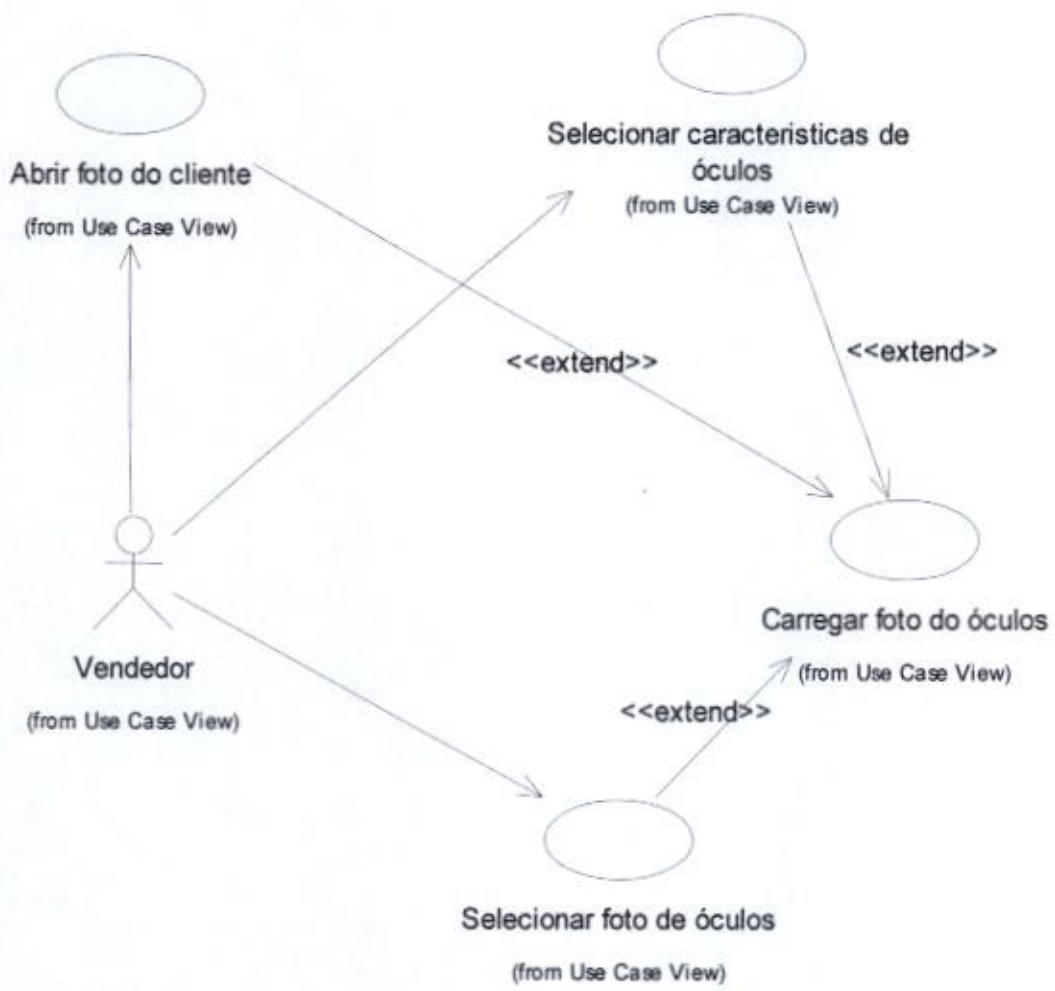 Abrir foto do cliente
(from Use Case View)
Selecionar caracteristicas de
óculos
(from Use Case View)
<<extend>>
<<extend>>
Carregar foto do óculos
(from Use Case View)
Vendedor
(from Use Case View)
<<extend>>
Selecionar foto de óculos
(from Use Case View)